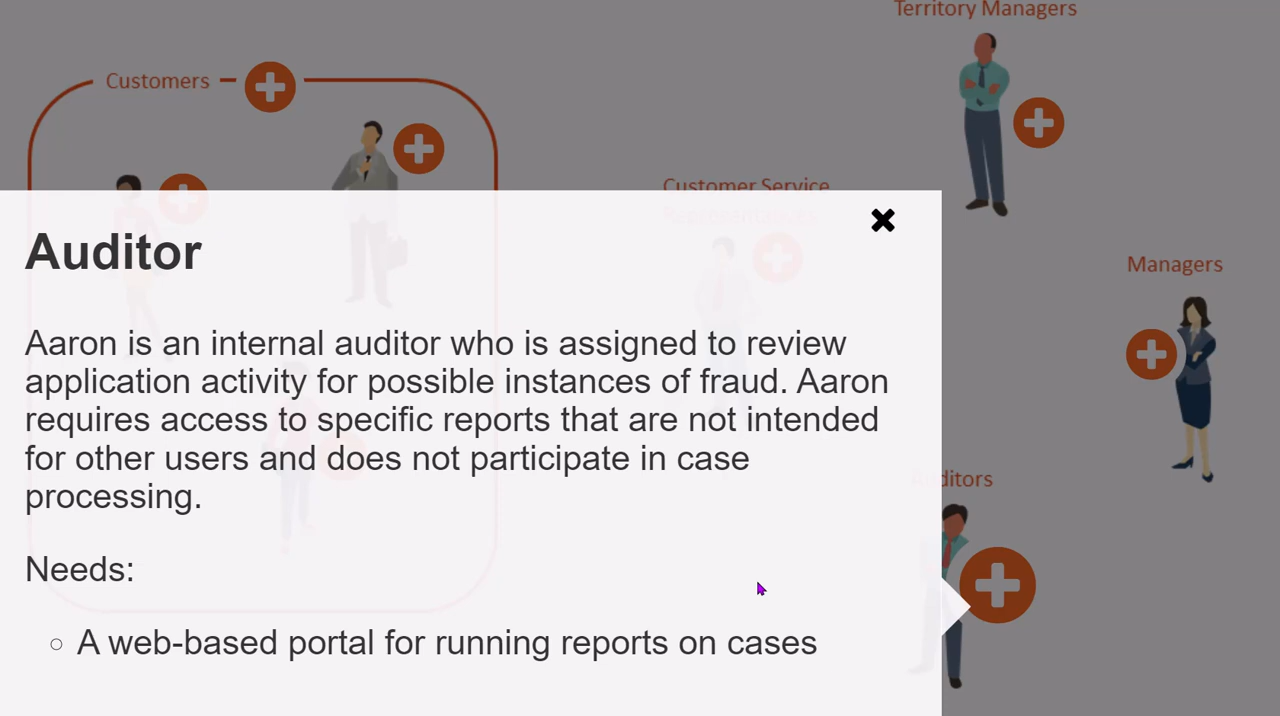 Territory Managers
Customers
Customer Service
Representatives
Managers
Auditors
Auditor
Aaron is an internal auditor who is assigned to review
application activity for possible instances of fraud. Aaron
requires access to specific reports that are not intended
for other users and does not participate in case
processing.
Needs:
A web-based portal for running reports on cases